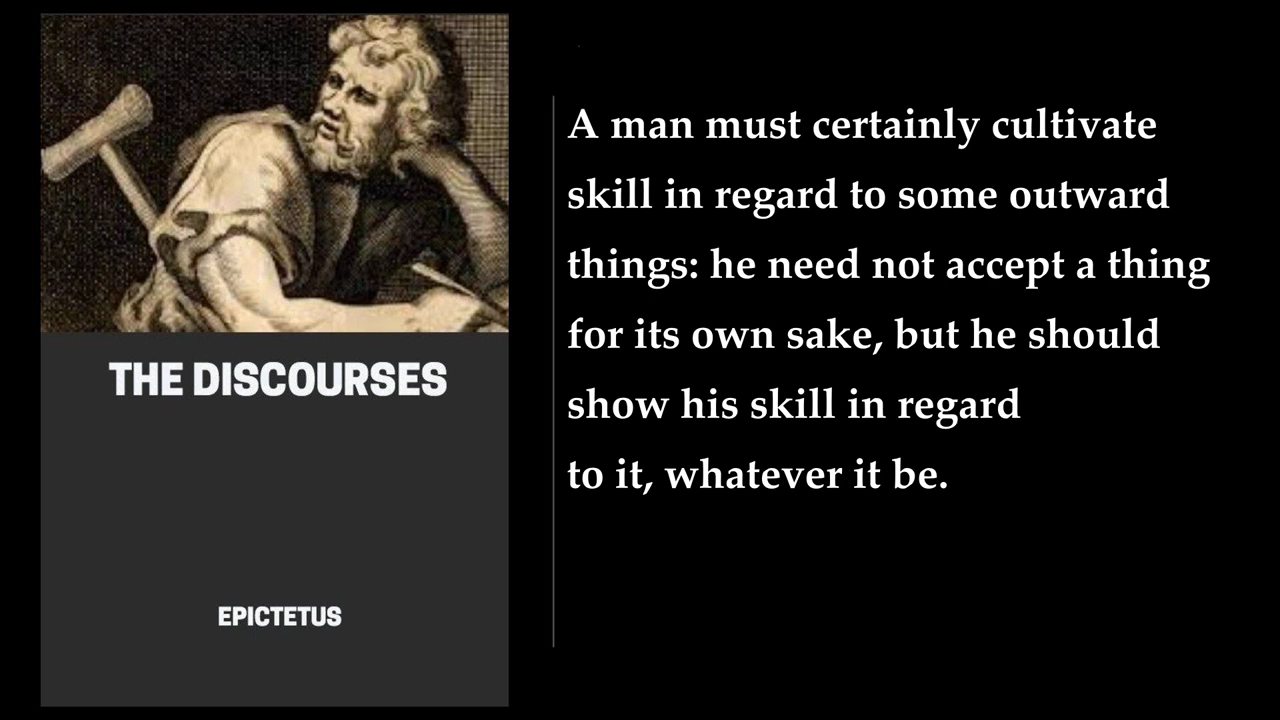 THE DISCOURSES
EPICTETUS
A man must certainly cultivate
skill in regard to some outward
things: he need not accept a thing
for its own sake, but he should
show his skill in regard
to it, whatever it be.